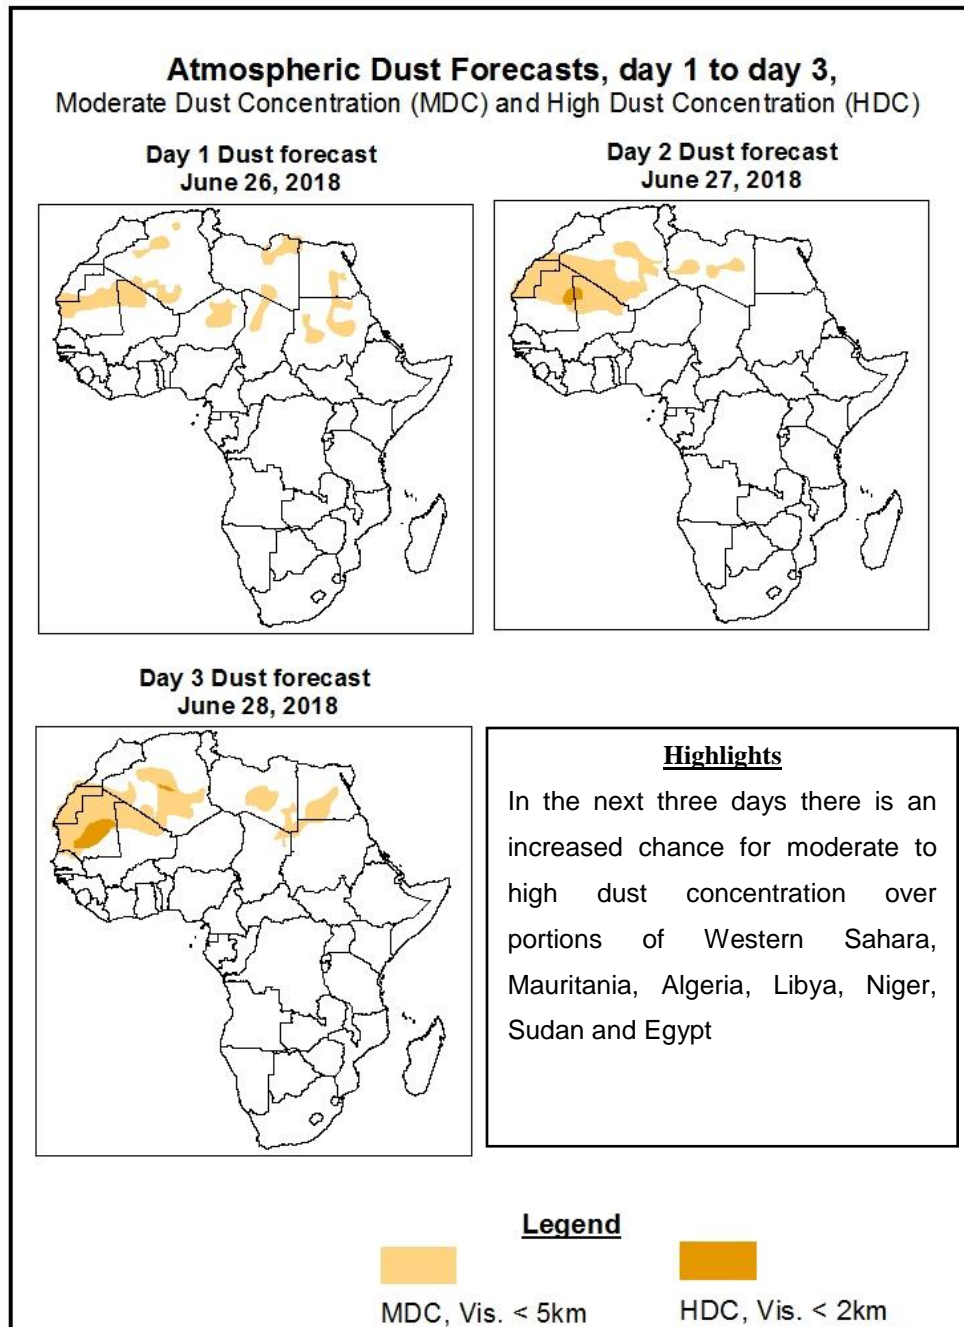 Atmospheric Dust Forecasts, day 1 to day 3,
Moderate Dust Concentration (MDC) and High Dust Concentration (HDC)
Day 1 Dust forecast
June 26, 2018
Day 2 Dust forecast
June 27, 2018
Day 3 Dust forecast
June 28, 2018
Highlights
In the next three days there is an
increased chance for moderate to
high dust concentration over
portions of Western Sahara,
Mauritania, Algeria, Libya, Niger,
Sudan and Egypt
Legend
MDC, Vis. < 5km
HDC, Vis. < 2km